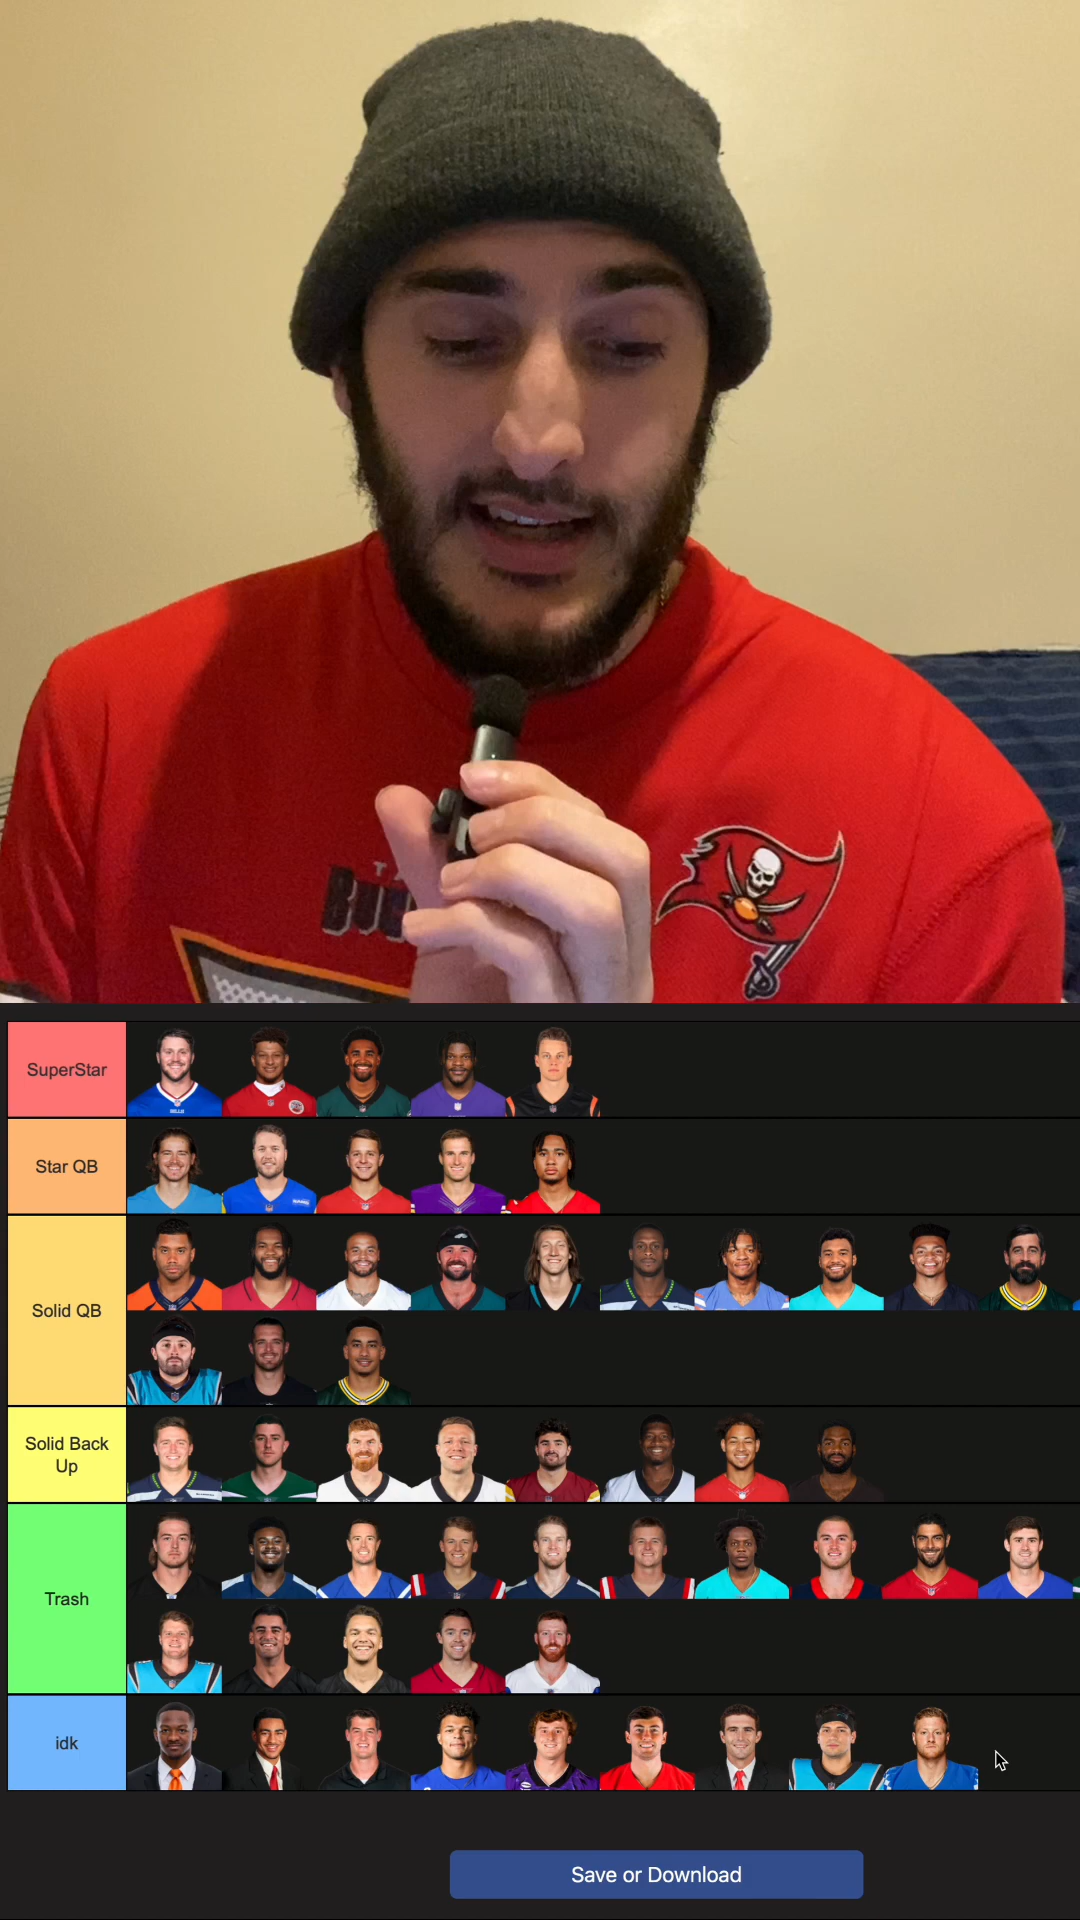 SuperStar
Star QB
Solid QB
Solid Back
Up
Trash
idk
Save or Download